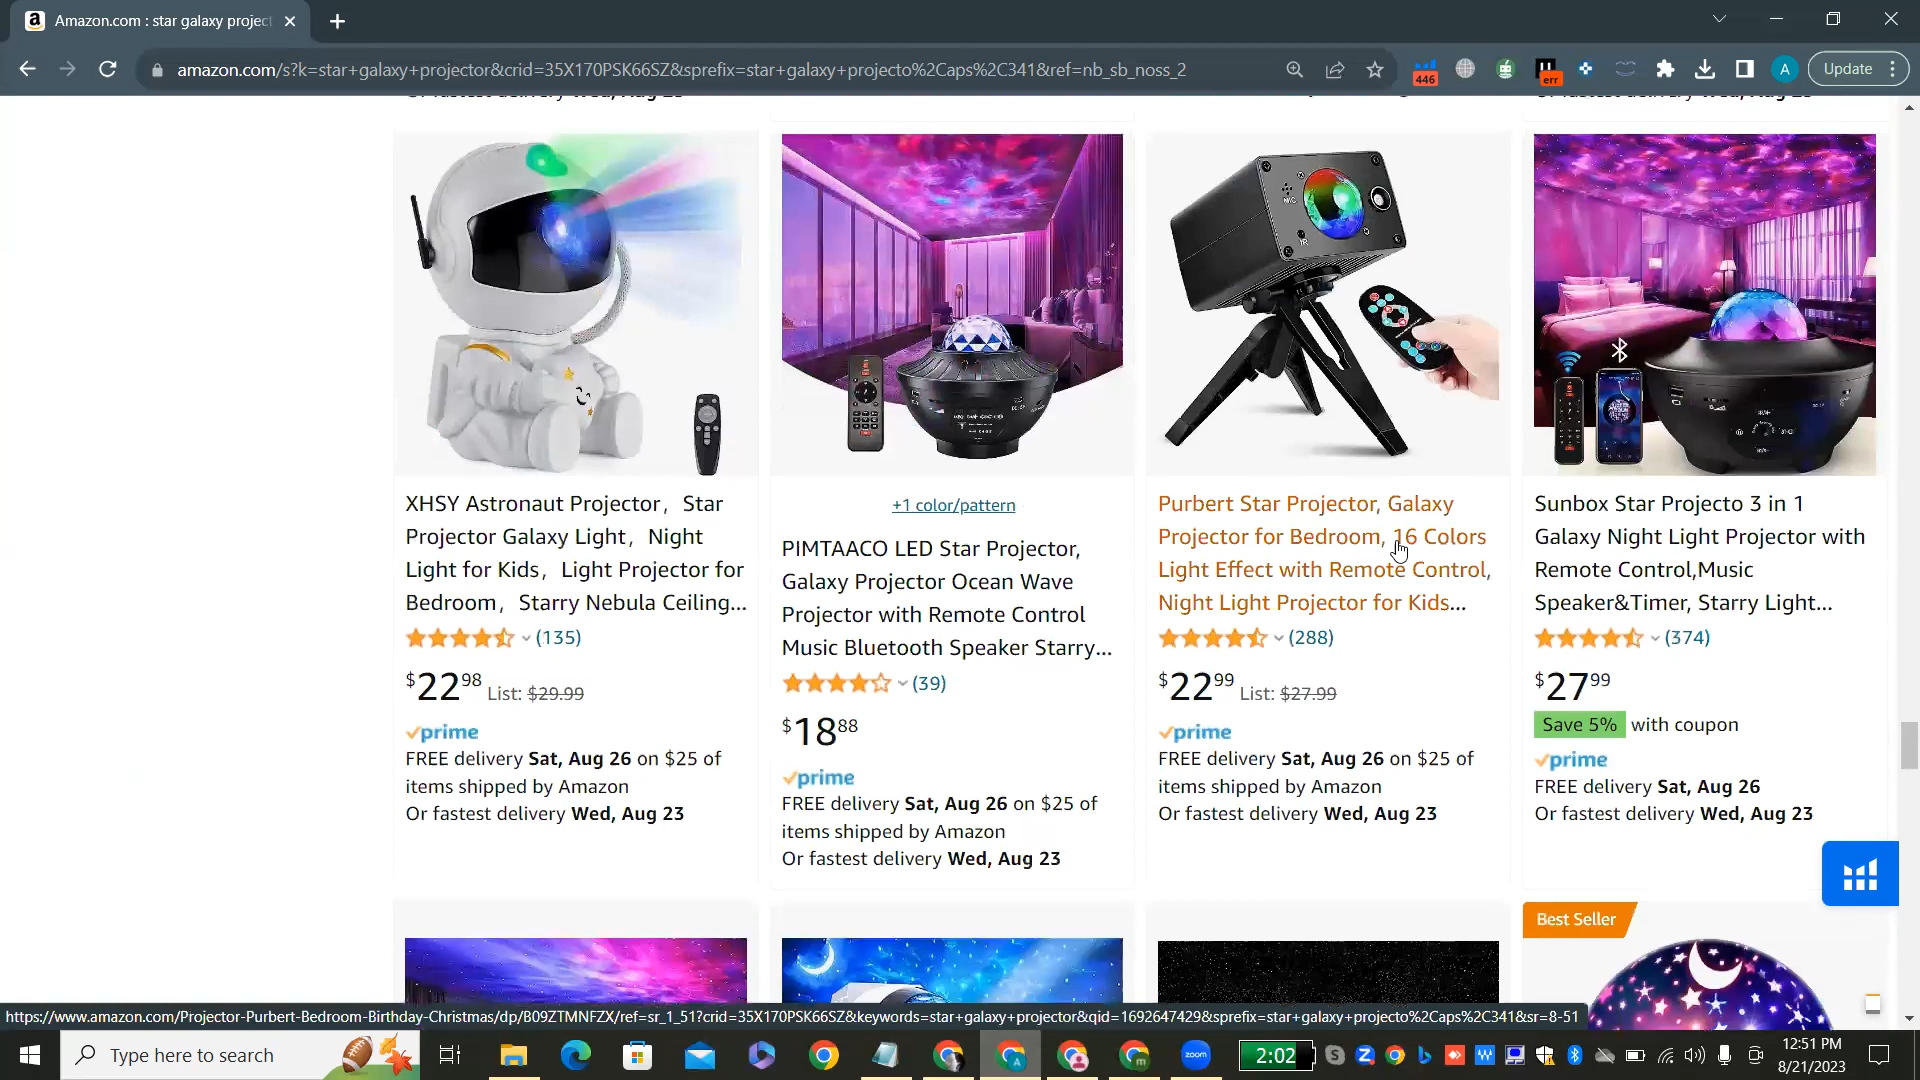 Amazon.com : star galaxy project
amazon.com/s?k=star+galaxy+projector&crid=35X170PSK66SZ&sprefix=star+galaxy+projecto%2Caps%2C341&ref=nb_sb_noss_2
446
err
A
Update
XHSY Astronaut Projector, Star
Projector Galaxy Light, Night
Light for Kids, Light Projector for
Bedroom, Starry Nebula Ceiling...
(135)
$22.98 List: $29.99
prime
FREE delivery Sat, Aug 26 on $25 of
items shipped by Amazon
Or fastest delivery Wed, Aug 23
+1 color/pattern
PIMTAACO LED Star Projector,
Galaxy Projector Ocean Wave
Projector with Remote Control
Music Bluetooth Speaker Starry...
(39)
$18.88
prime
FREE delivery Sat, Aug 26 on $25 of
items shipped by Amazon
Or fastest delivery Wed, Aug 23
MIC
IR
Purbert Star Projector, Galaxy
Projector for Bedroom, 16 Colors
Light Effect with Remote Control,
Night Light Projector for Kids...
(288)
$22.99 List: $27.99
prime
FREE delivery Sat, Aug 26 on $25 of
items shipped by Amazon
Or fastest delivery Wed, Aug 23
Sunbox Star Projecto 3 in 1
Galaxy Night Light Projector with
Remote Control,Music
Speaker&Timer, Starry Light...
(374)
$27.99
Save 5% with coupon
prime
FREE delivery Sat, Aug 26
Or fastest delivery Wed, Aug 23
Best Seller
https://www.amazon.com/Projector-Purbert-Bedroom-Birthday-Christmas/dp/B09ZTMNFZX/ref=sr_1_51?crid=35X170PSK66SZ&keywords=star+galaxy+projector&qid=1692647429&sprefix=star+galaxy+projecto%2Caps%2C341&sr=8-51
Type here to search
zoom
2:02
12:51 PM
8/21/2023